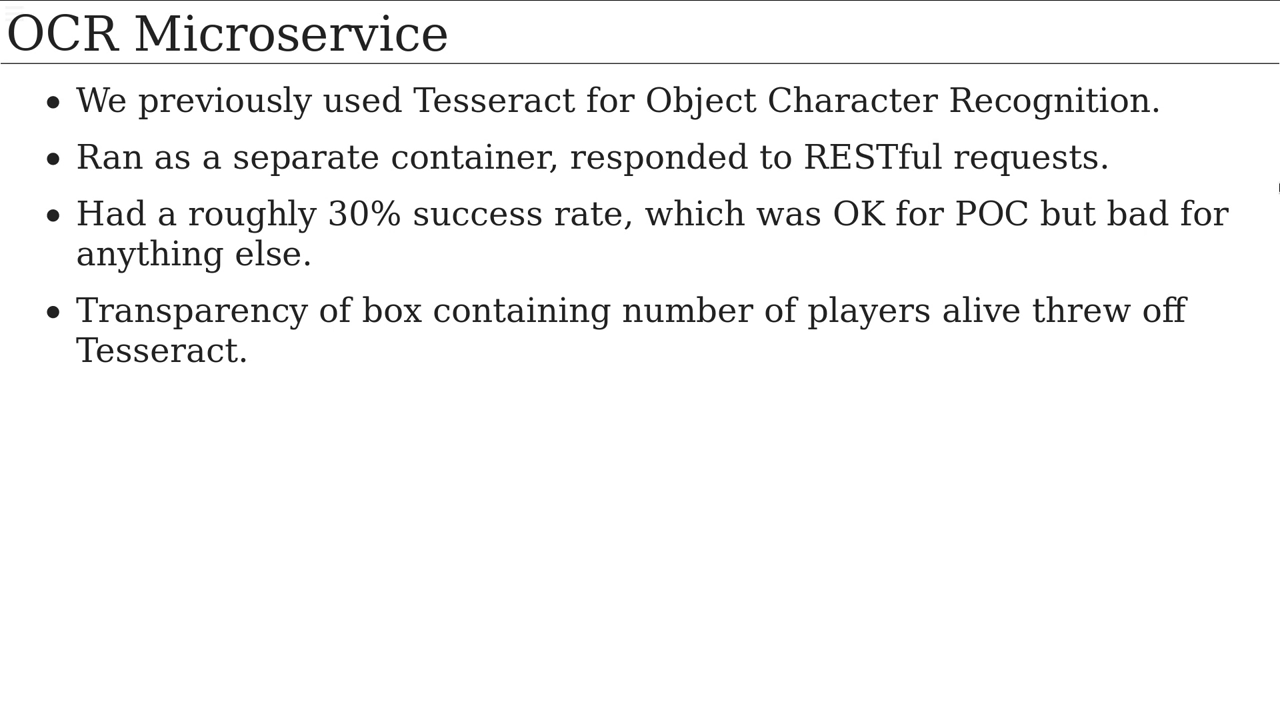 OCR Microservice
• We previously used Tesseract for Object Character Recognition.
• Ran as a separate container, responded to RESTful requests.
• Had a roughly 30% success rate, which was OK for POC but bad for
anything else.
• Transparency of box containing number of players alive threw off
Tesseract.